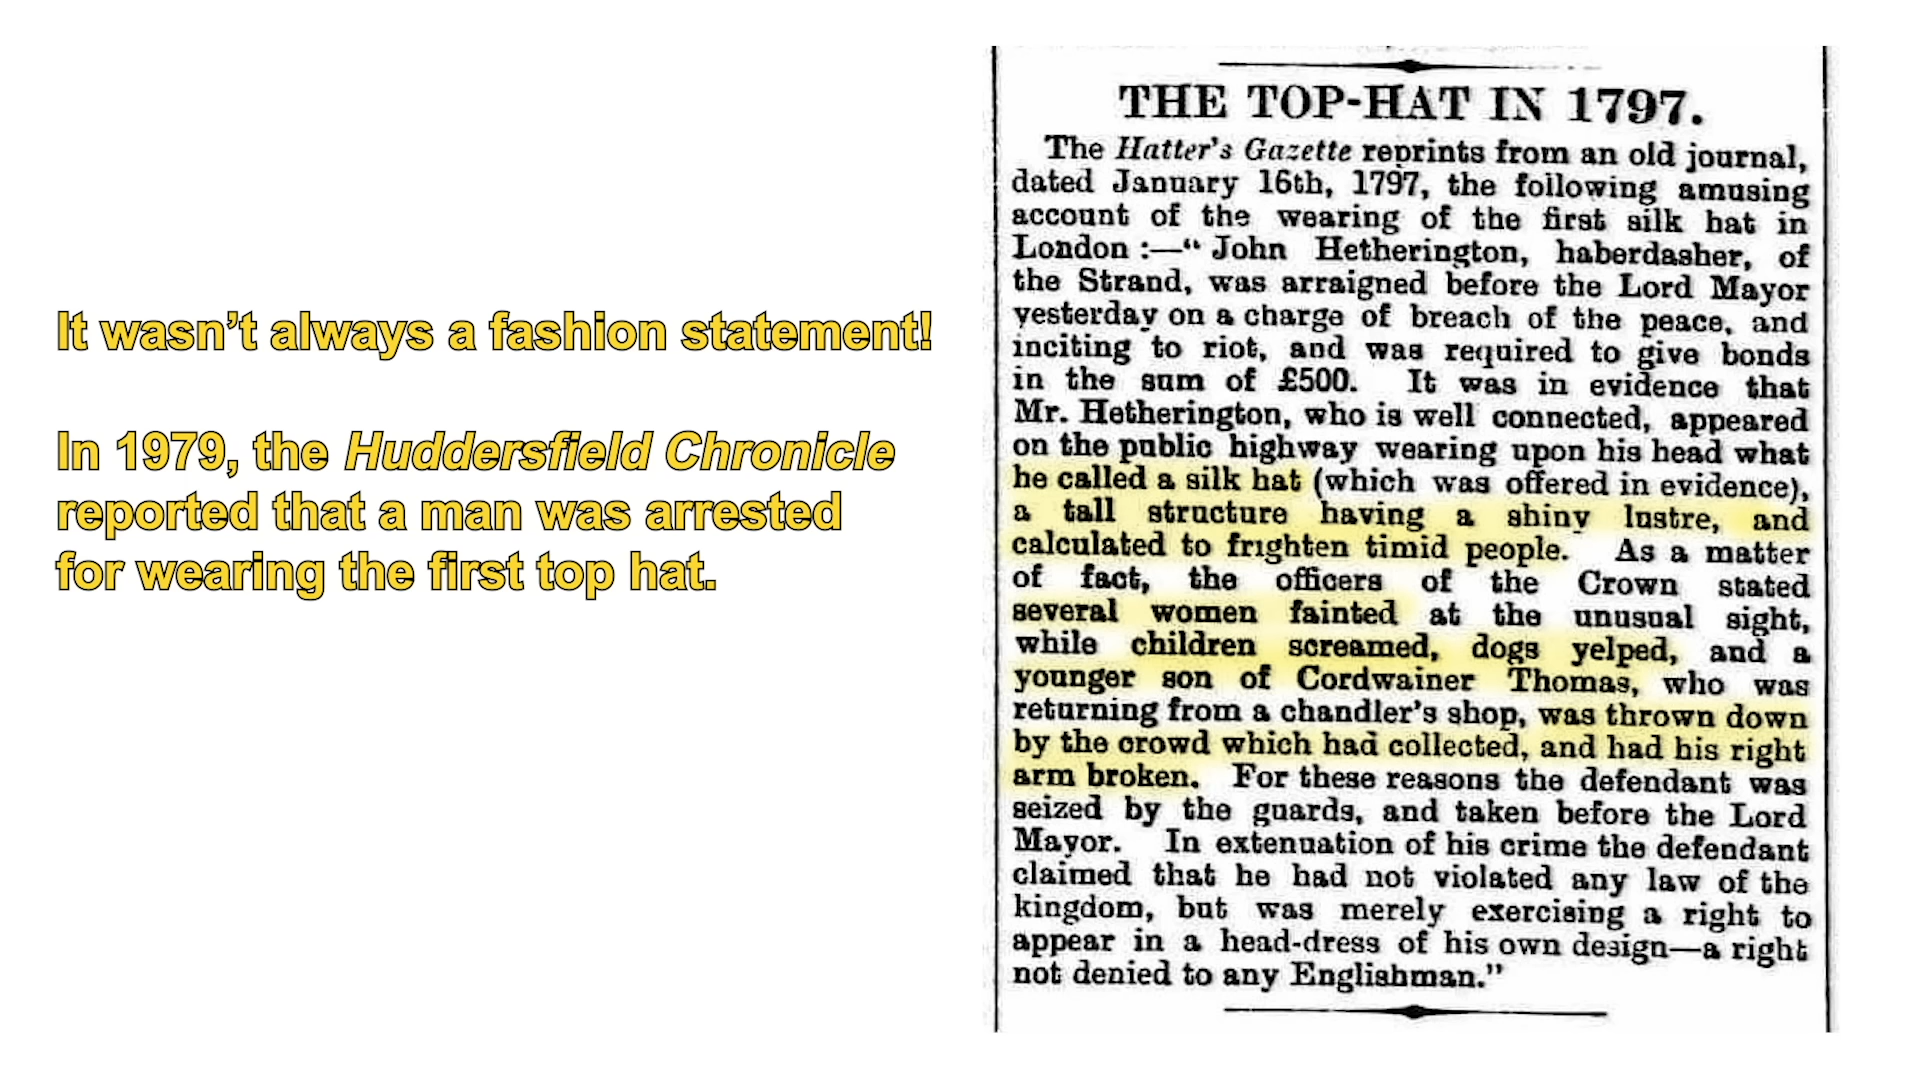 It wasn’t always a fashion statement!
In 1979, the Huddersfield Chronicle
reported that a man was arrested
for wearing the first top hat.
THE TOP-HAT IN 1797.
The Hatter's Gazette reprints from an old journal,
dated January 16th, 1797, the following amusing
account of the wearing of the first silk hat in
London :—“ John Hetherington, haberdasher, of
the Strand, was arraigned before the Lord Mayor
yesterday on a charge of breach of the peace, and
inciting to riot, and was required to give bonds
in the sum of £500. It was in evidence that
Mr. Hetherington, who is well connected, appeared
on the public highway wearing upon his head what
he called a silk hat (which was offered in evidence),
a tall structure having a shiny lustre, and
calculated to frighten timid people. As a matter
of fact, the officers of the Crown stated
several women fainted at the unusual sight,
while children screamed, dogs yelped, and a
younger son of Cordwainer Thomas, who was
returning from a chandler's shop, was thrown down
by the crowd which had collected, and had his right
arm broken. For these reasons the defendant was
seized by the guards, and taken before the Lord
Mayor. In extenuation of his crime the defendant
claimed that he had not violated any law of the
kingdom, but was merely exercising a right to
appear in a head-dress of his own design—a right
not denied to any Englishman.”